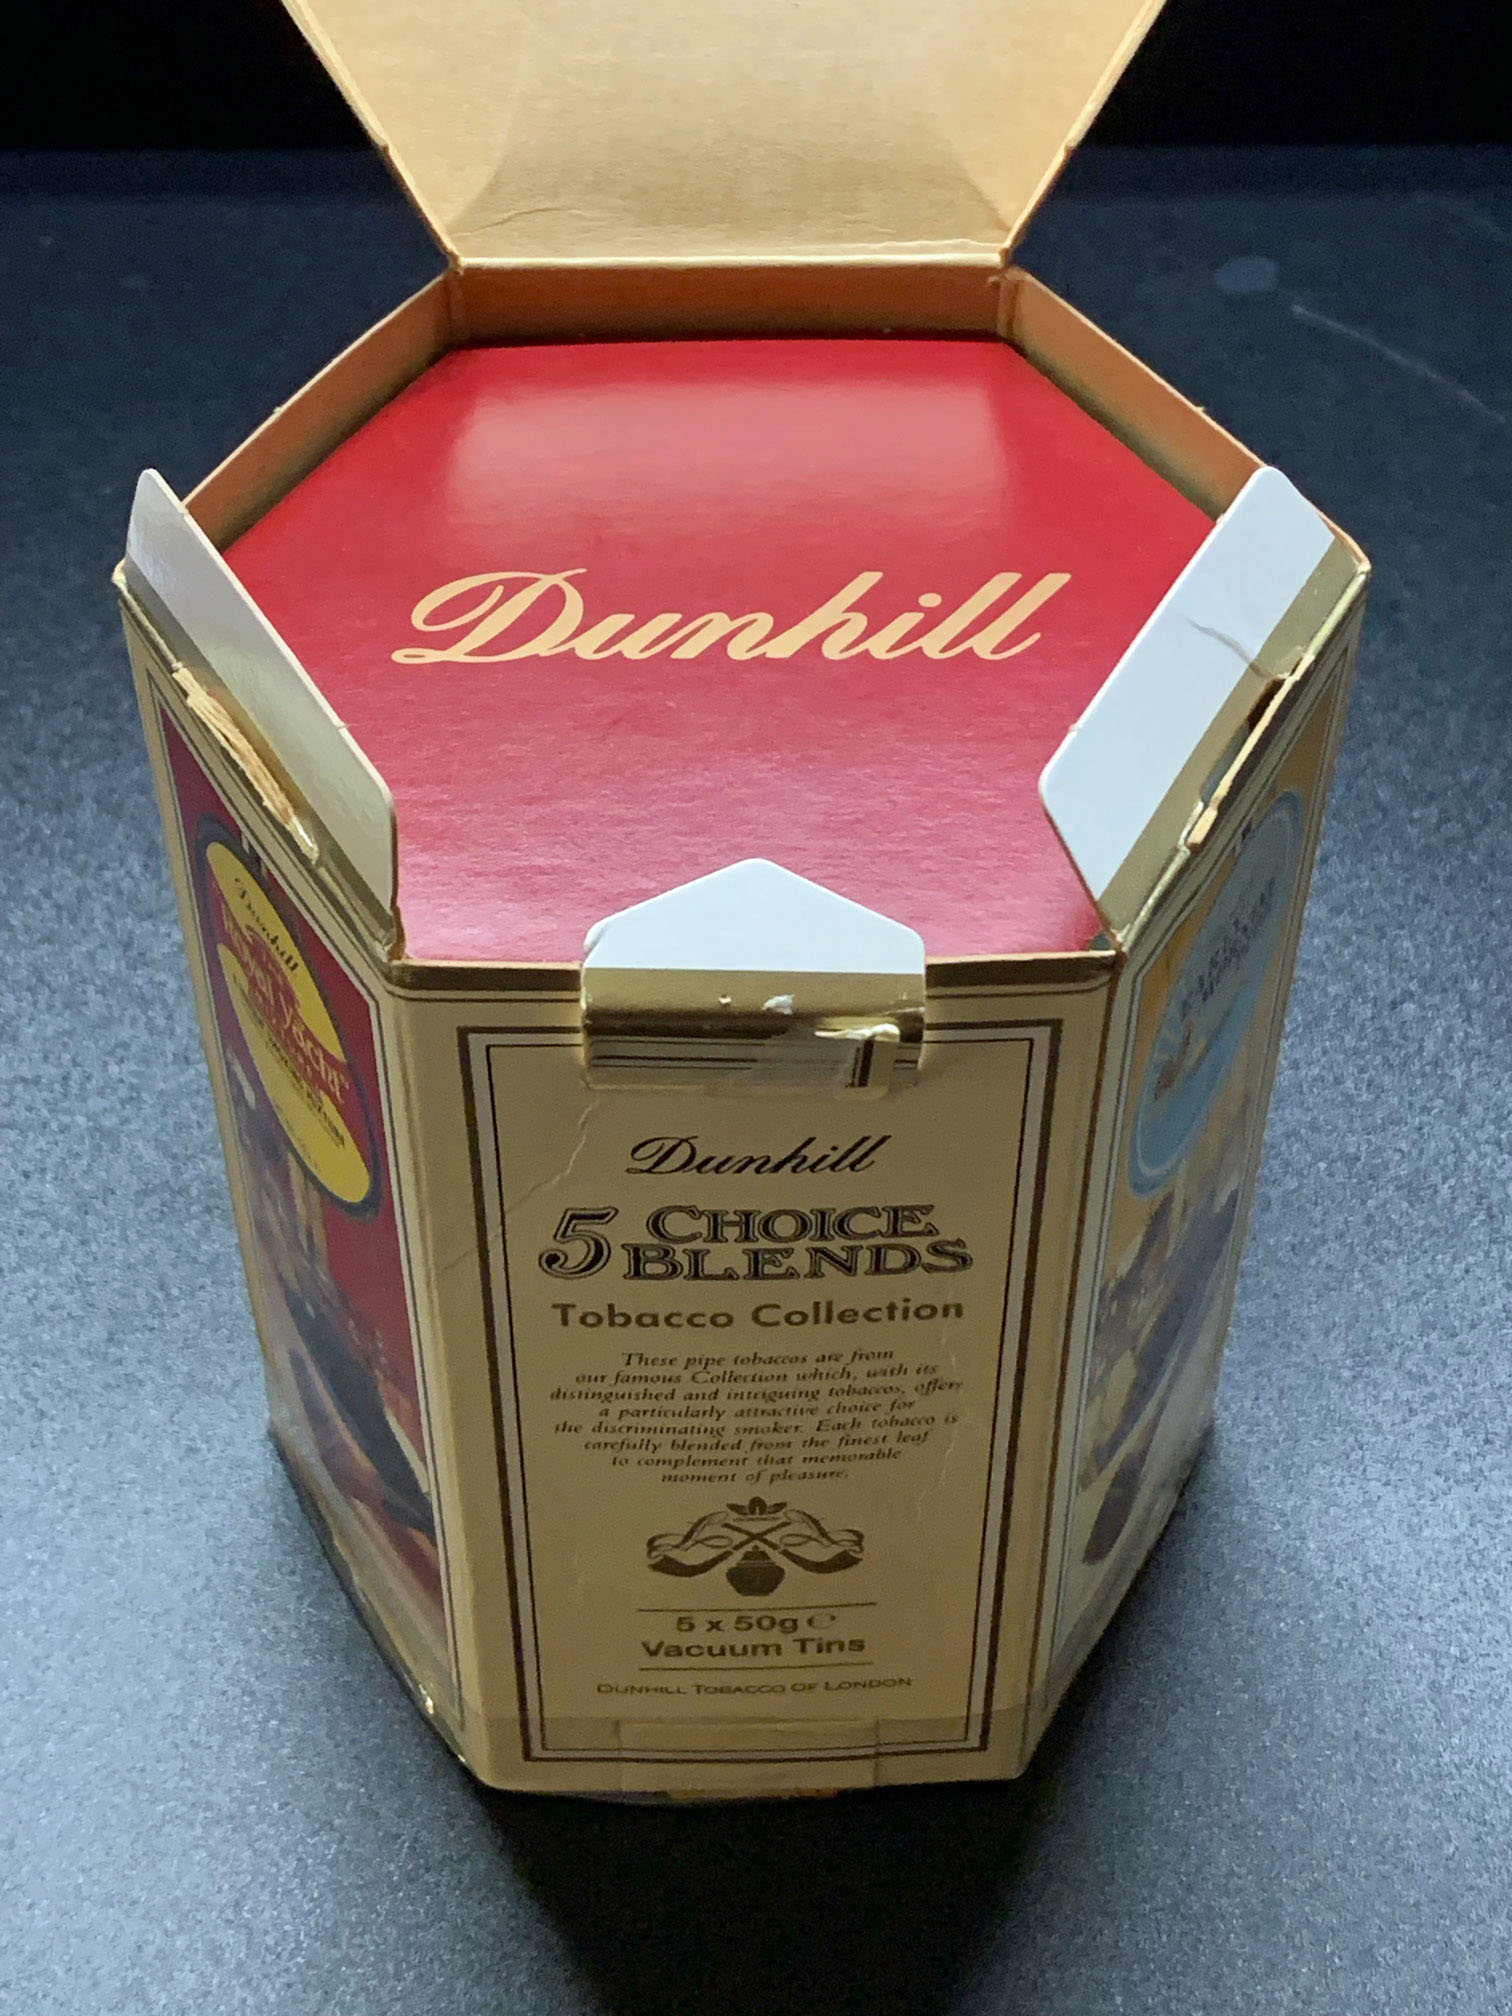 Dunhill
Dunhill
Royal Yacht
EARLY
MORNING
Dunhill
5 CHOICE
BLENDS
Tobacco Collection
These pipe tobaccos are from
our famous Collection which, with its
distinguished and intriguing tobaccos, offers
a particularly attractive choice for
the discriminating smoker. Each tobacco is
carefully blended from the finest leaf
to complement that memorable
moment of pleasure.
5 x 50g ℮
Vacuum Tins
DUNHILL TOBACCO OF LONDON